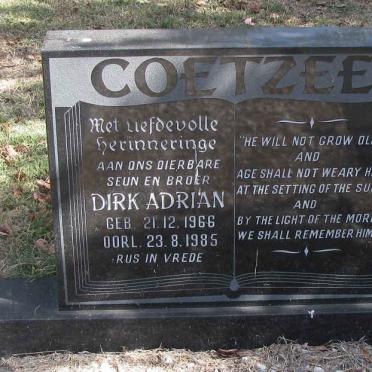 COETZEE
Met Liefdevolle
Herinneringe
AAN ONS DIERBARE
SEUN EN BROER
DIRK ADRIAN
GEB. 21.12.1966
OORL. 23.8.1985
RUS IN VREDE
"HE WILL NOT GROW OL
AND
AGE SHALL NOT WEARY H
AT THE SETTING OF THE SU
AND
BY THE LIGHT OF THE MOR
WE SHALL REMEMBER HIM